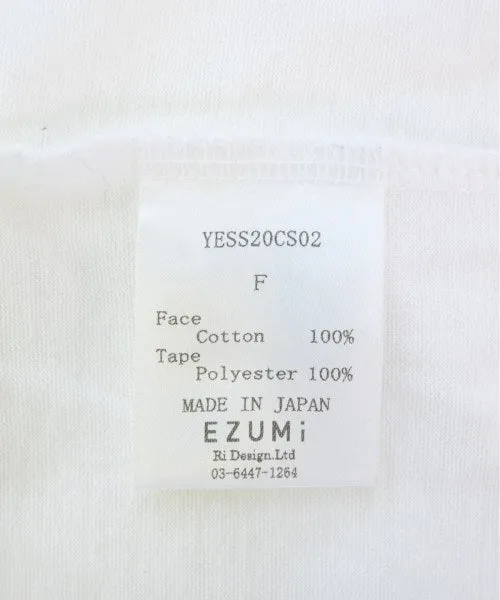 YESS20CS02
F
Face
Cotton 100%
Tape
Polyester 100%
MADE IN JAPAN
EZUMi
Ri Design.Ltd
03-6447-1264